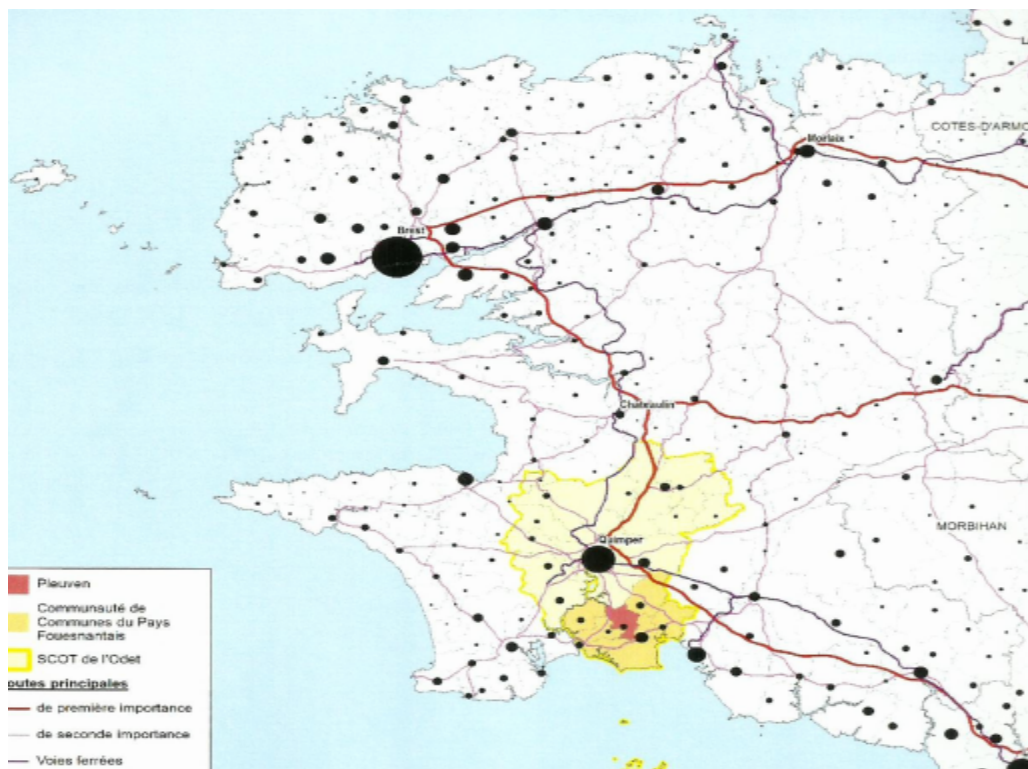 L
COTES-D'ARMO
Morlaix
Brest
Chateaulin
MORBIHAN
Quimper
Pleuven
Communauté de
Communes du Pays
Fouesnantais
SCOT de l'Odet
outes principales
de première importance
de seconde importance
Voies ferrées